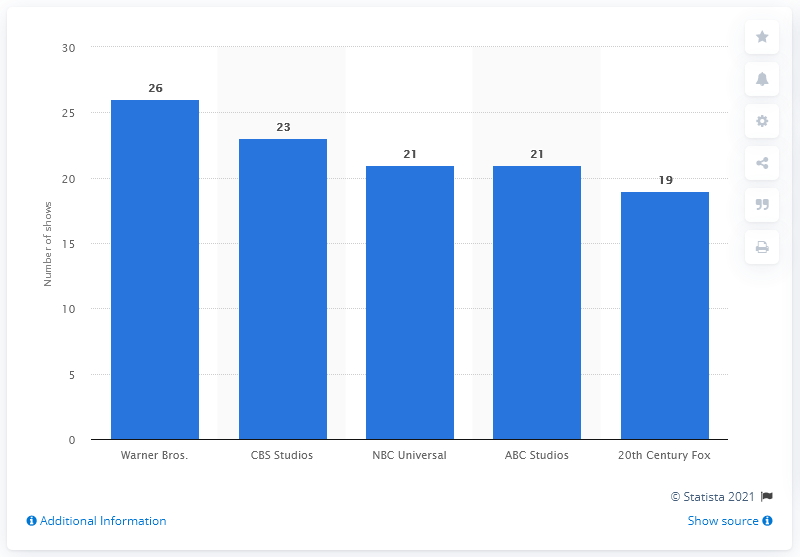 30
25
20
15
10
5
0
Number of shows
26
23
21
21
19
Warner Bros.
CBS Studios
NBC Universal
ABC Studios
20th Century Fox
© Statista 2021
Additional Information
Show source